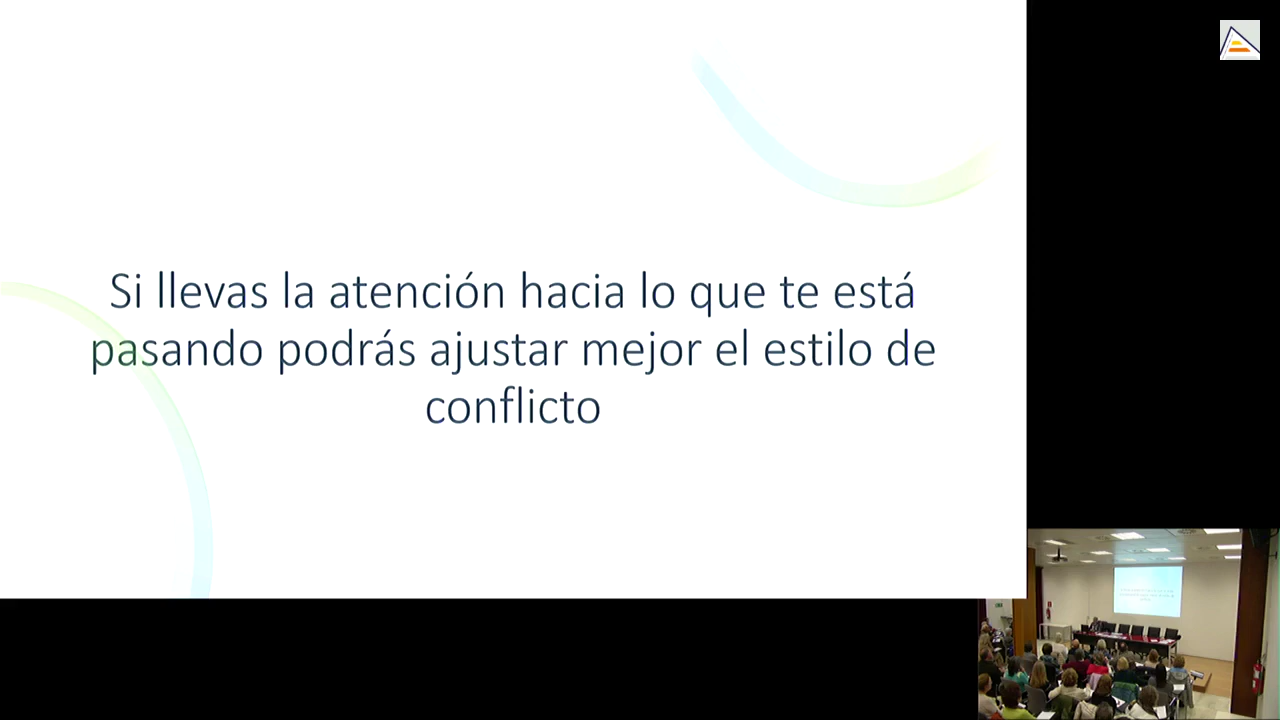 Si llevas la atención hacia lo que te está
pasando podrás ajustar mejor el estilo de
conflicto